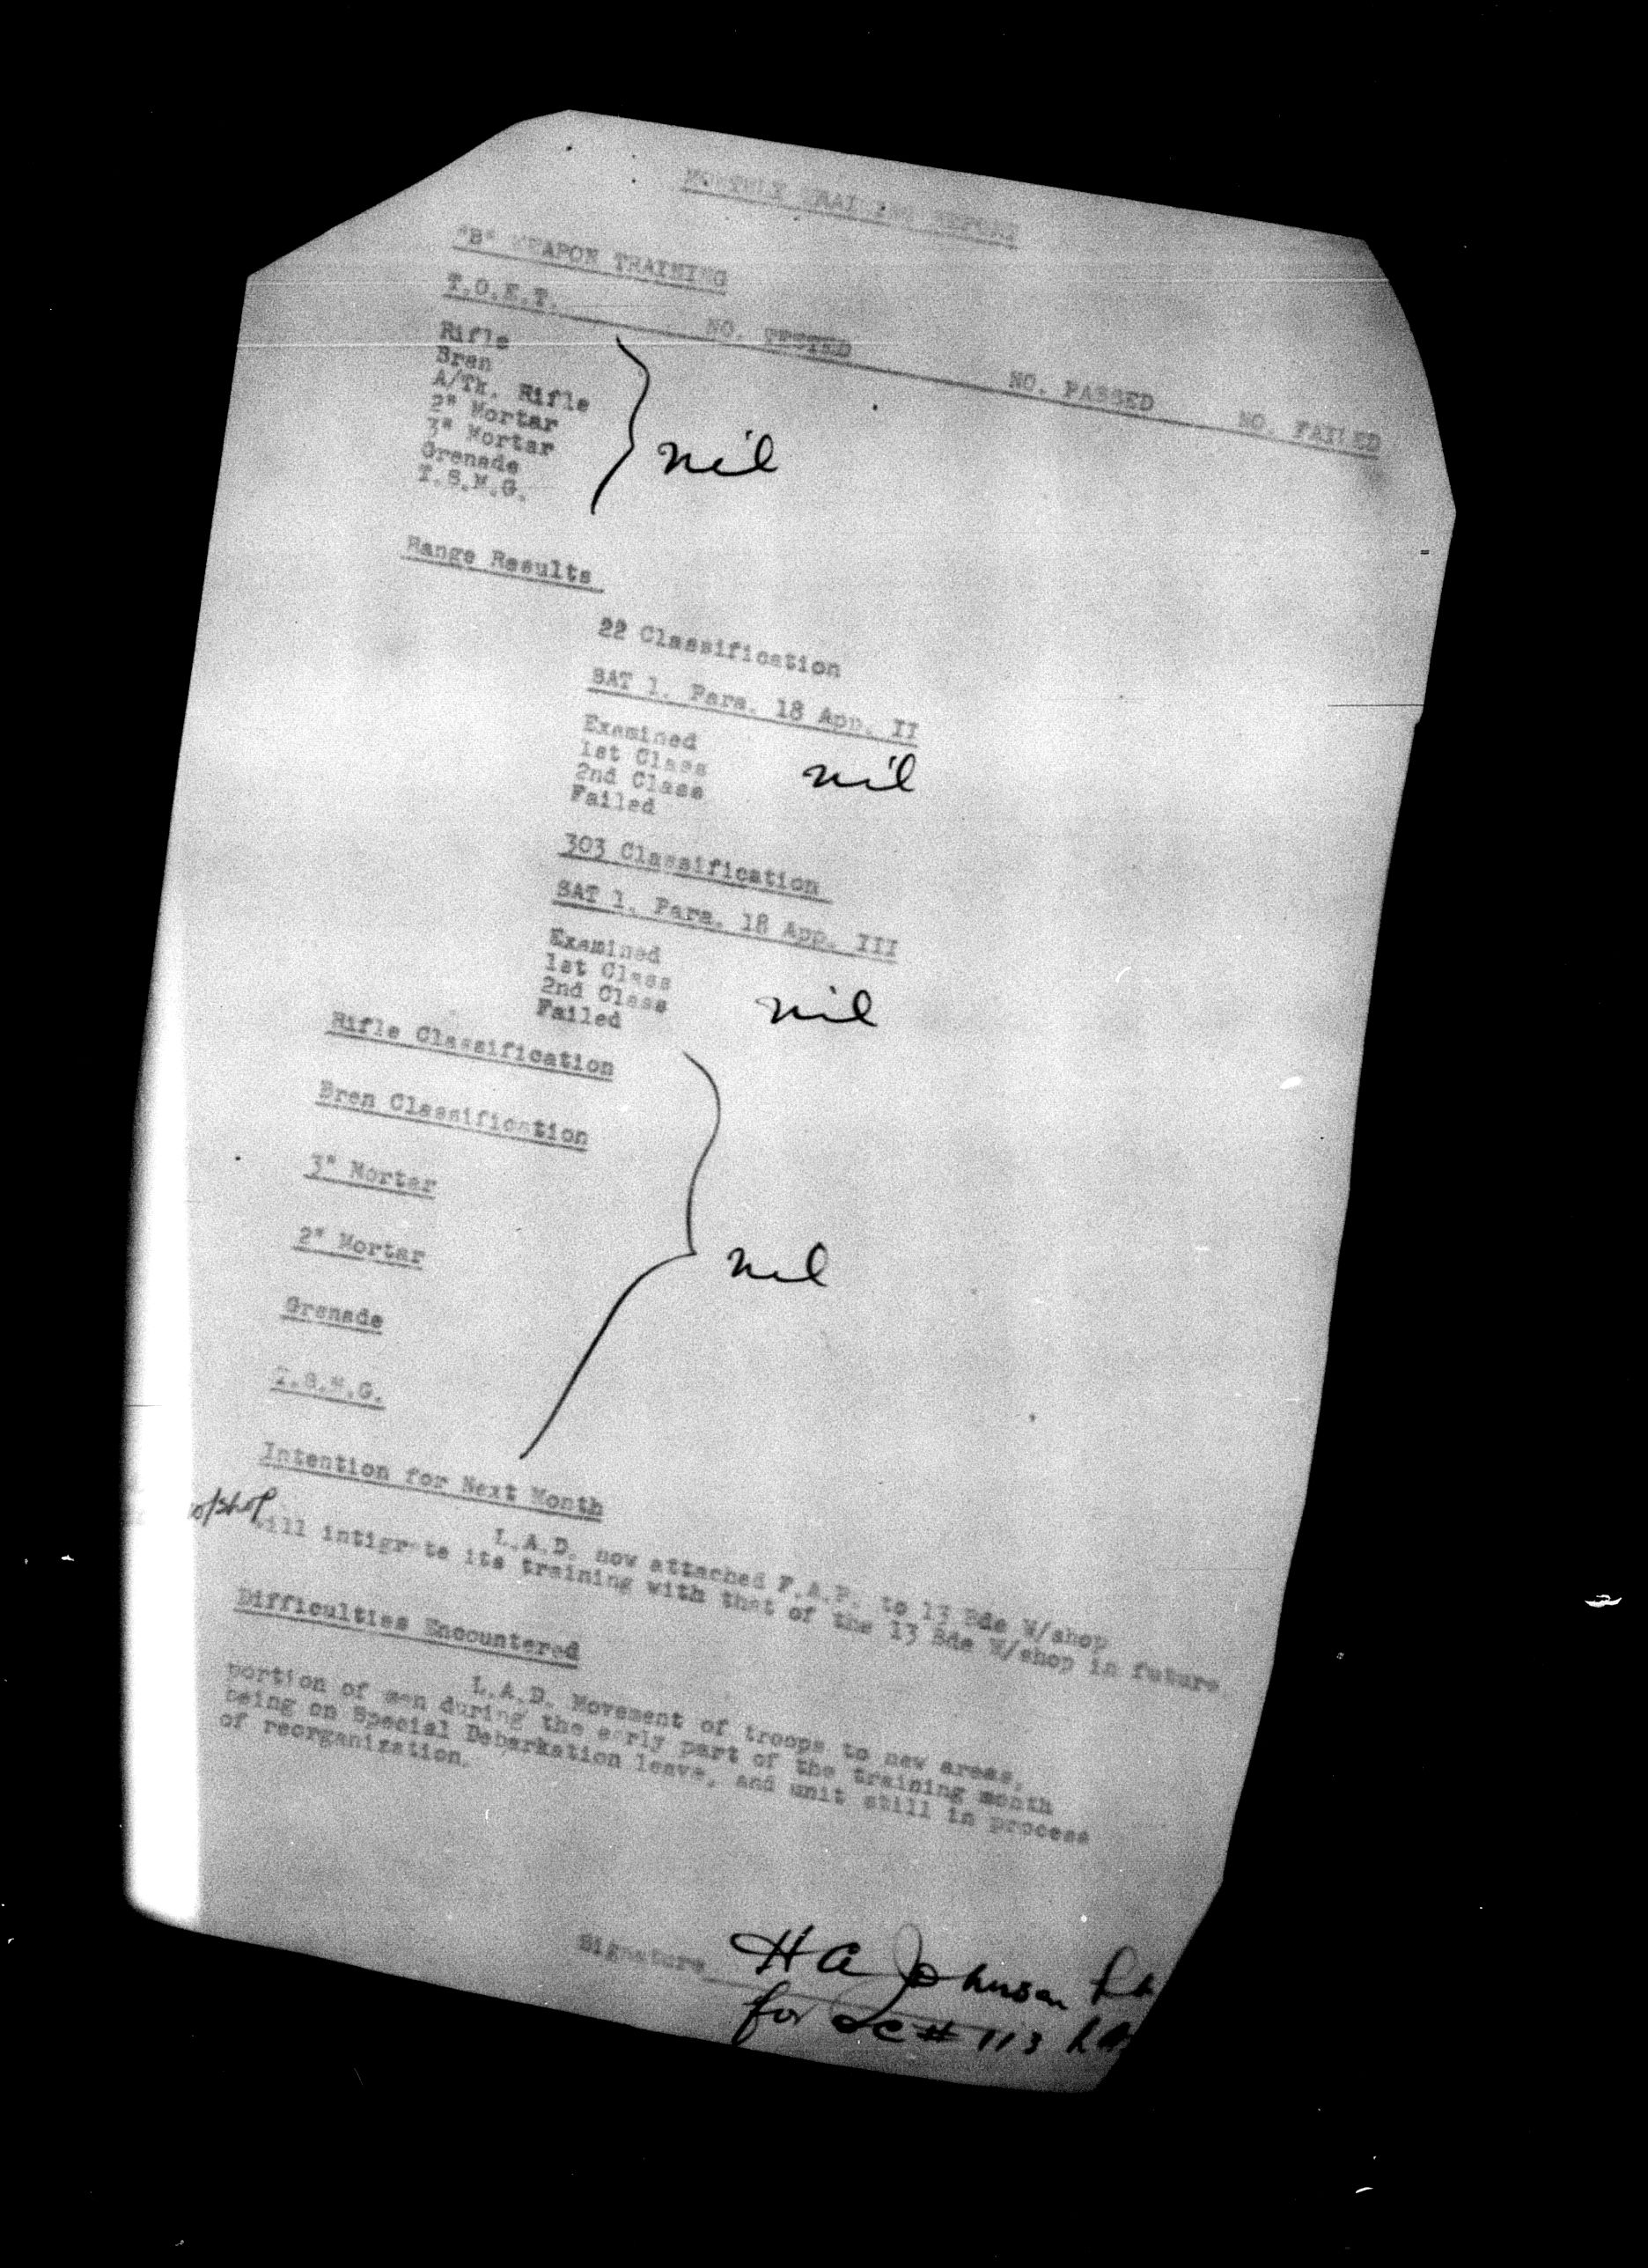 MONTHLY TRAINING REPORT
"B" WEAPON TRAINING
T.O.E.T. NO. TESTED NO. PASSED NO. FAILED
Rifle
Bren
A/Tk. Rifle
2" Mortar
3" Mortar
Grenade
T.S.M.G.
nil
Range Results
22 Classification
SAT 1. Para. 18 App. II
Examined
1st Class
2nd Class
Failed
nil
303 Classification
SAT 1. Para. 18 App. III
Examined
1st Class
2nd Class
Failed
nil
Rifle Classification
Bren Classification
3" Mortar
2" Mortar
Grenade
T.S.M.G.
nil
Intention for Next Month
L.A.D. now attached F.A.P. to 13 Bde W/shop
will intigrate its training with that of the 13 Bde W/shop in future.
Difficulties Encountered
L.A.D. Movement of troops to new areas,
portion of men during the early part of the training month
being on Special Debarkation leave, and unit still in process
of reorganization.
Signature H A Johnson
for OC # 113